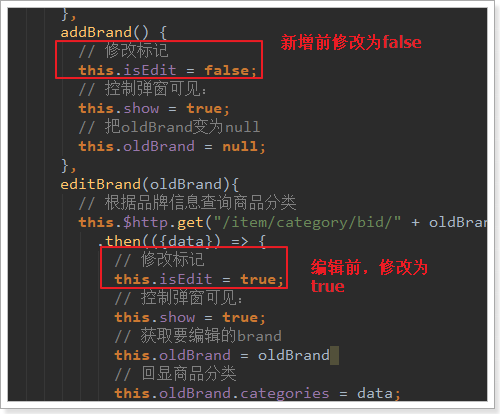 },
addBrand() {
// 修改标记
this.isEdit = false;
新增前修改为false
// 控制弹窗可见：
this.show = true;
// 把oldBrand变为null
this.oldBrand = null;
},
editBrand(oldBrand){
// 根据品牌信息查询商品分类
this.$http.get("/item/category/bid/" + oldBran
.then(({data}) => {
// 修改标记
this.isEdit = true;
编辑前，修改为
true
// 控制弹窗可见：
this.show = true;
// 获取要编辑的brand
this.oldBrand = oldBrand
// 回显商品分类
this.oldBrand.categories = data;